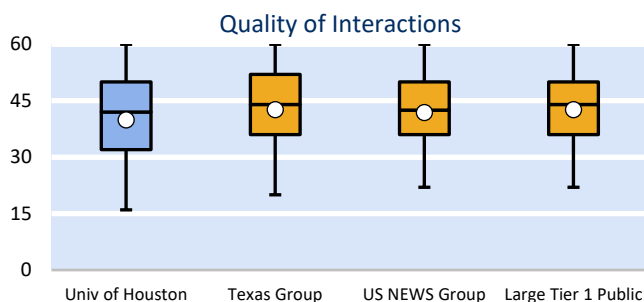 Quality of Interactions
60
45
30
15
0
Univ of Houston Texas Group US NEWS Group Large Tier 1 Public